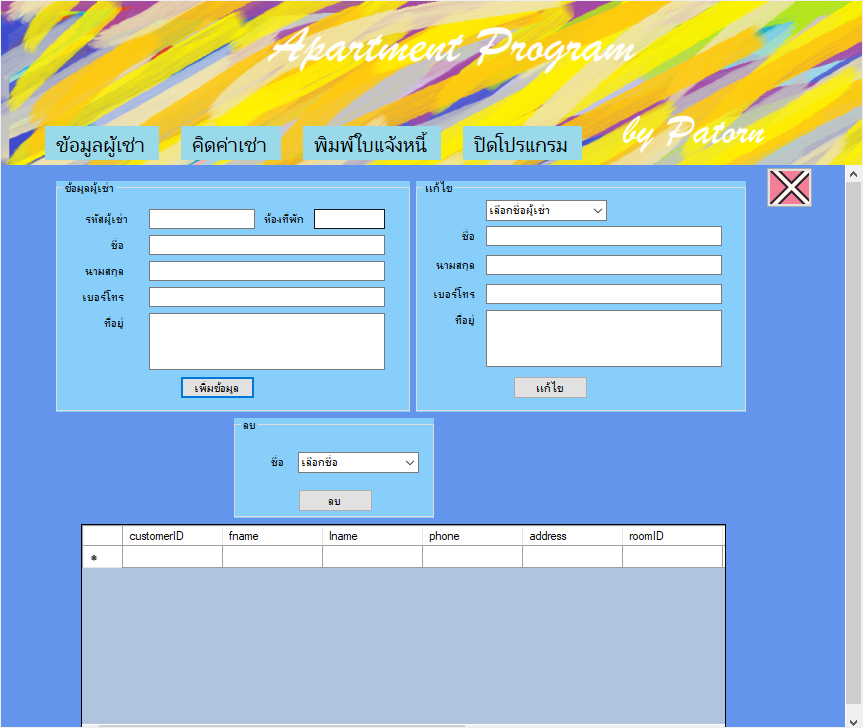 Apartment Program
by Patorn
ข้อมูลผู้เช่า
คิดค่าเช่า
พิมพ์ใบแจ้งหนี้
ปิดโปรแกรม
ข้อมูลผู้เช่า
รหัสผู้เช่า
ห้องที่พัก
ชื่อ
นามสกุล
เบอร์โทร
ที่อยู่
เพิ่มข้อมูล
แก้ไข
เลือกชื่อผู้เช่า
ชื่อ
นามสกุล
เบอร์โทร
ที่อยู่
แก้ไข
ลบ
ชื่อ
เลือกชื่อ
ลบ
customerID fname lname phone address roomID